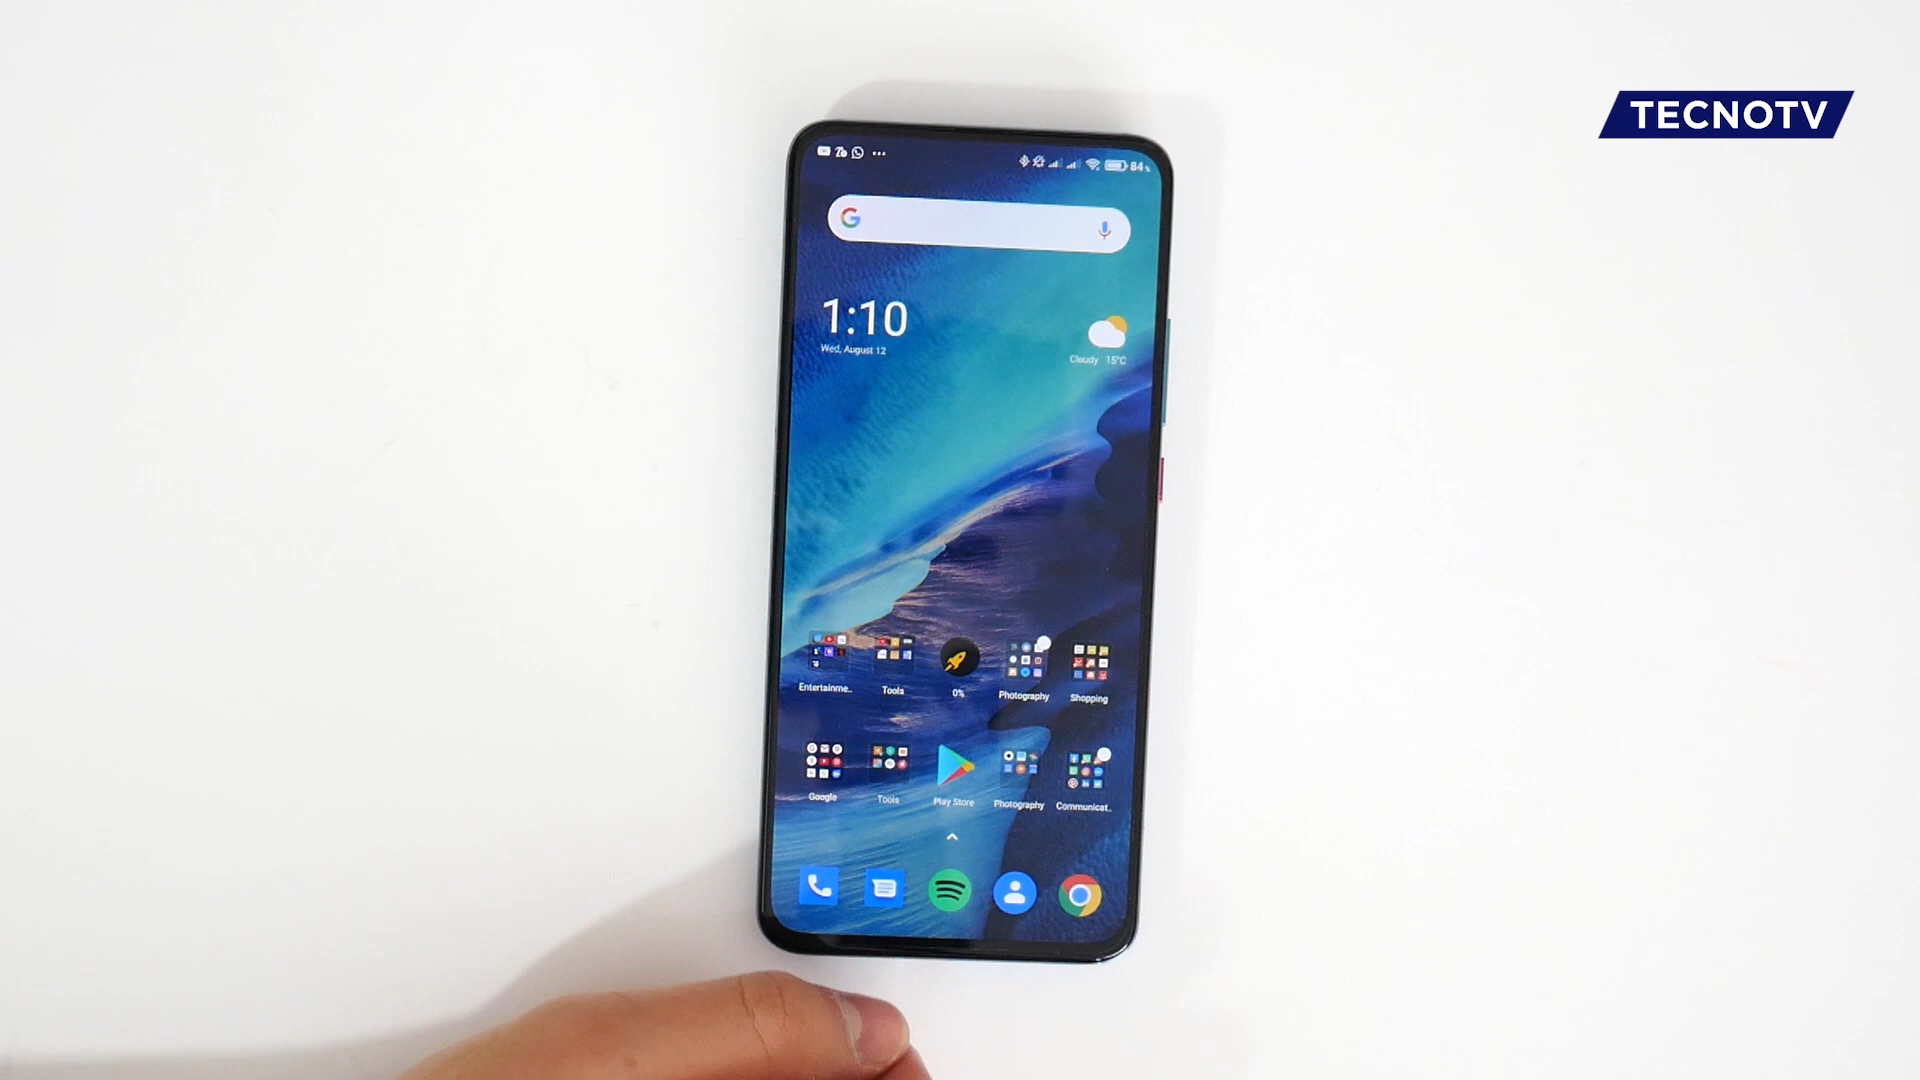 TECNOTV
84%
1:10
Wed, August 12
Cloudy 15°C
Entertainme..
Tools
0%
Photography
Shopping
Google
Tools
Play Store
Photography
Communicat..